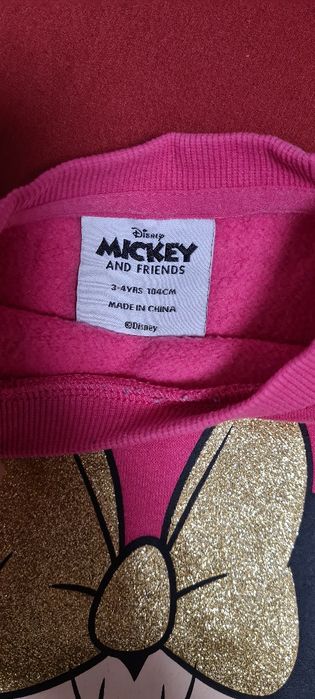 Disney
MICKEY
AND FRIENDS
3-4YRS 104CM
MADE IN CHINA
©Disney